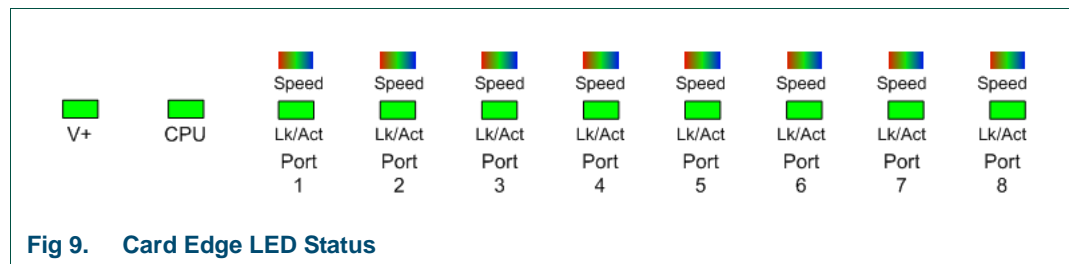 Speed Speed Speed Speed Speed Speed Speed Speed
V+ CPU Lk/Act Lk/Act Lk/Act Lk/Act Lk/Act Lk/Act Lk/Act Lk/Act
Port Port Port Port Port Port Port Port
1 2 3 4 5 6 7 8
Fig 9. Card Edge LED Status